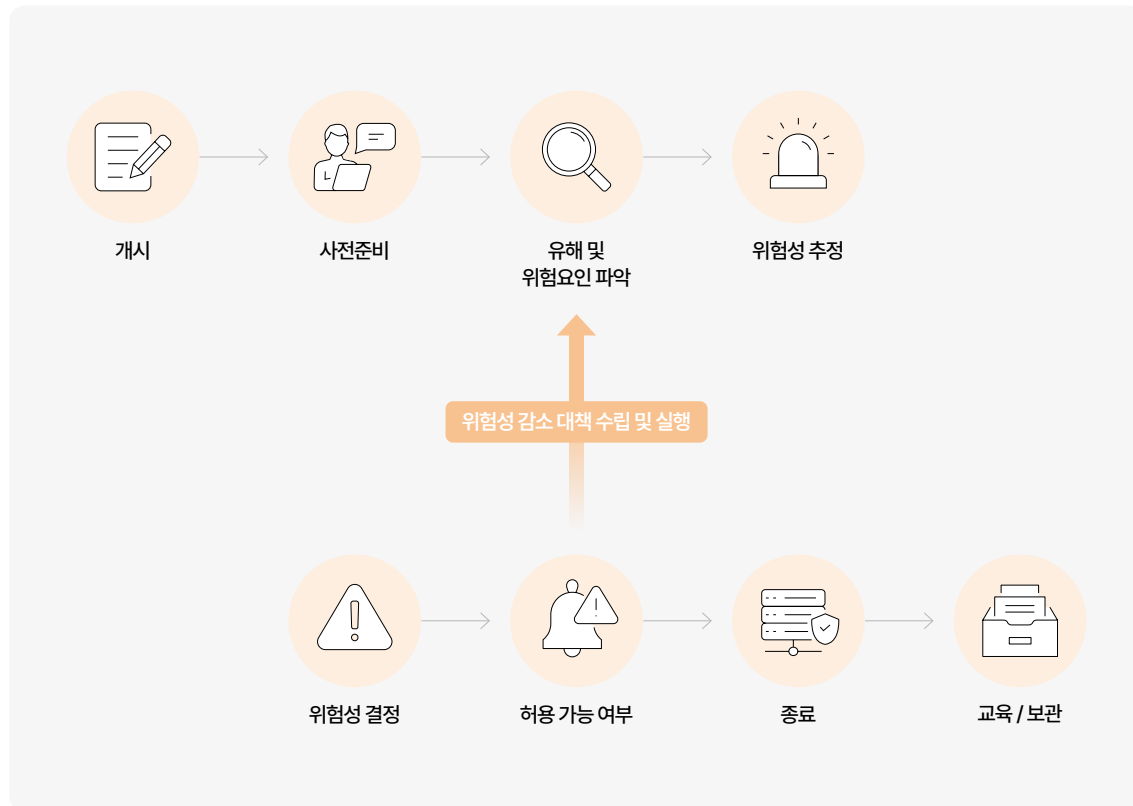 개시
사전준비
유해 및
위험요인 파악
위험성 추정
위험성 감소 대책 수립 및 실행
위험성 결정
허용 가능 여부
종료
교육 / 보관